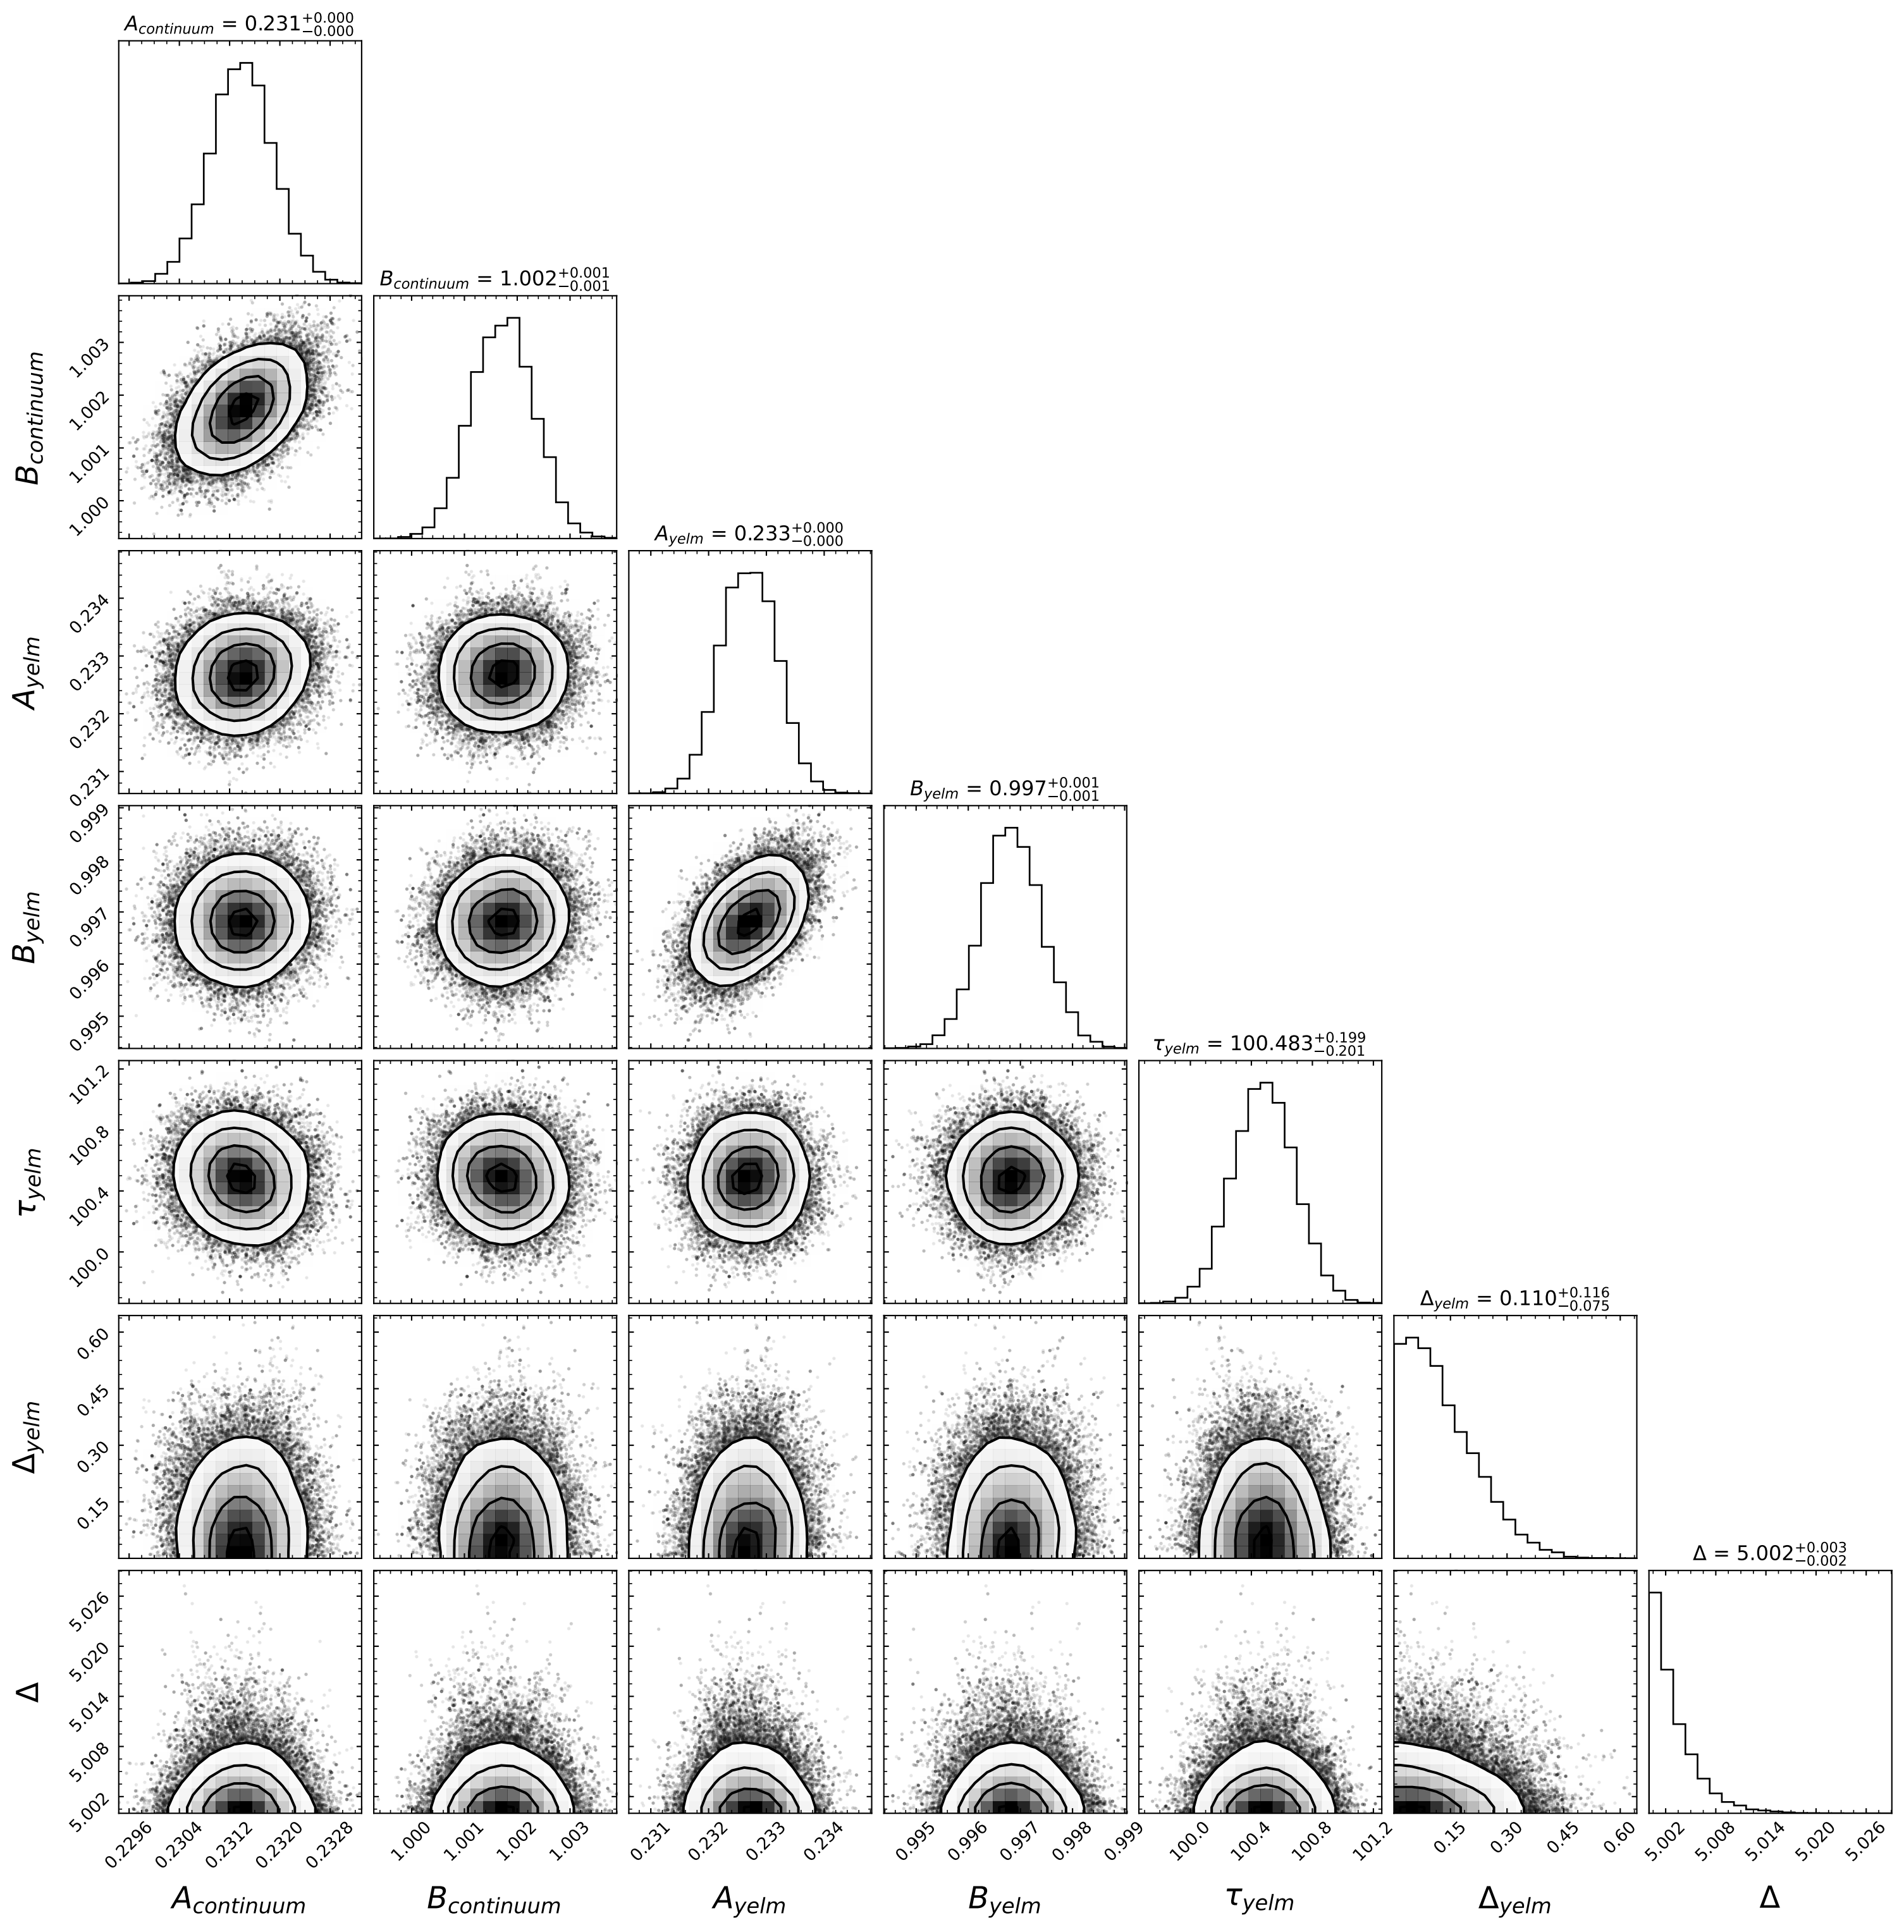 A_continuum = 0.231 +0.000 −0.000
B_continuum = 1.002 +0.001 −0.001
B_continuum
1.003
1.002
1.001
1.000
A_yelm = 0.233 +0.000 −0.000
A_yelm
0.234
0.233
0.232
0.231
B_yelm = 0.997 +0.001 −0.001
B_yelm
0.999
0.998
0.997
0.996
0.995
τ_yelm = 100.483 +0.199 −0.201
τ_yelm
101.2
100.8
100.4
100.0
Δ_yelm = 0.110 +0.116 −0.075
Δ_yelm
0.60
0.45
0.30
0.15
Δ = 5.002 +0.003 −0.002
Δ
5.026
5.020
5.014
5.008
5.002
0.2296 0.2304 0.2312 0.2320 0.2328 1.000 1.001 1.002 1.003 0.231 0.232 0.233 0.234 0.995 0.996 0.997 0.998 0.999 100.0 100.4 100.8 101.2 0.15 0.30 0.45 0.60 5.002 5.008 5.014 5.020 5.026
A_continuum B_continuum A_yelm B_yelm τ_yelm Δ_yelm Δ